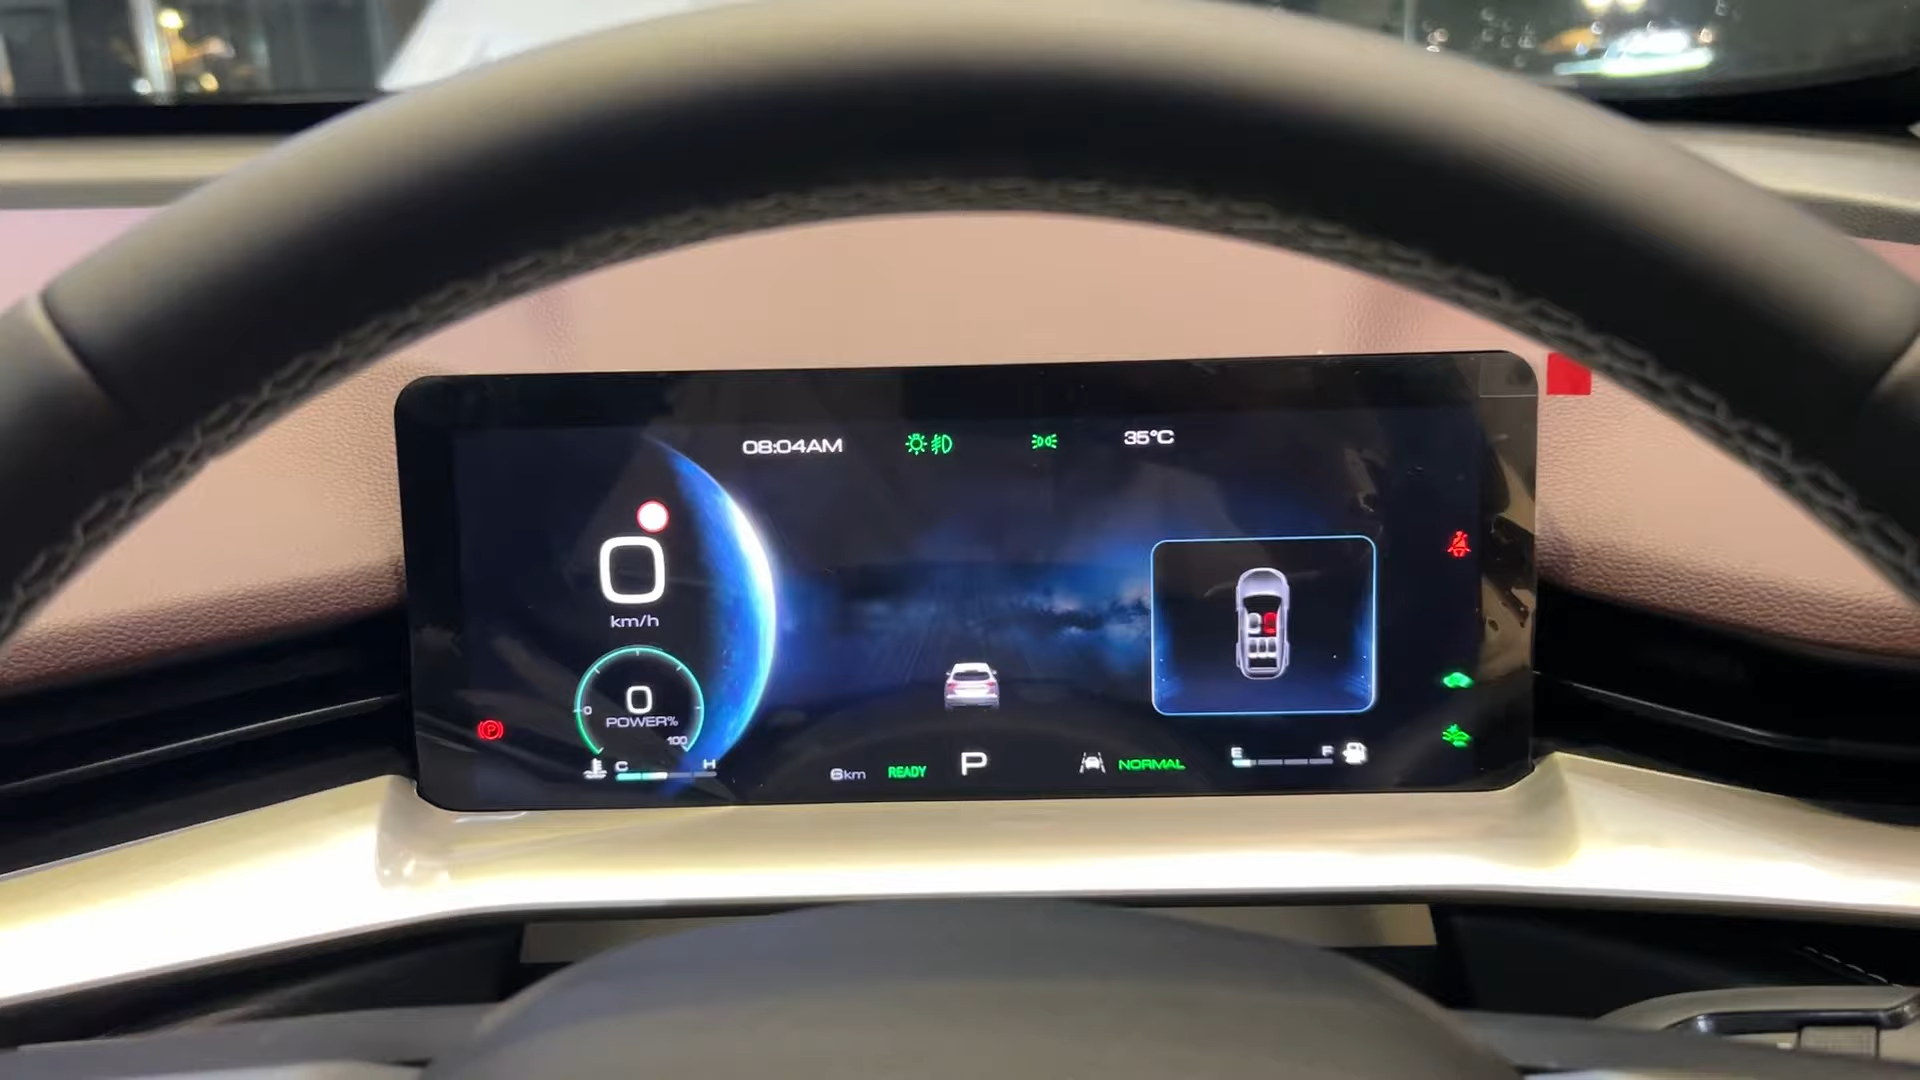 08:04AM
35°C
0
km/h
0
0
POWER%
100
C H
6km
READY
P
NORMAL
E F